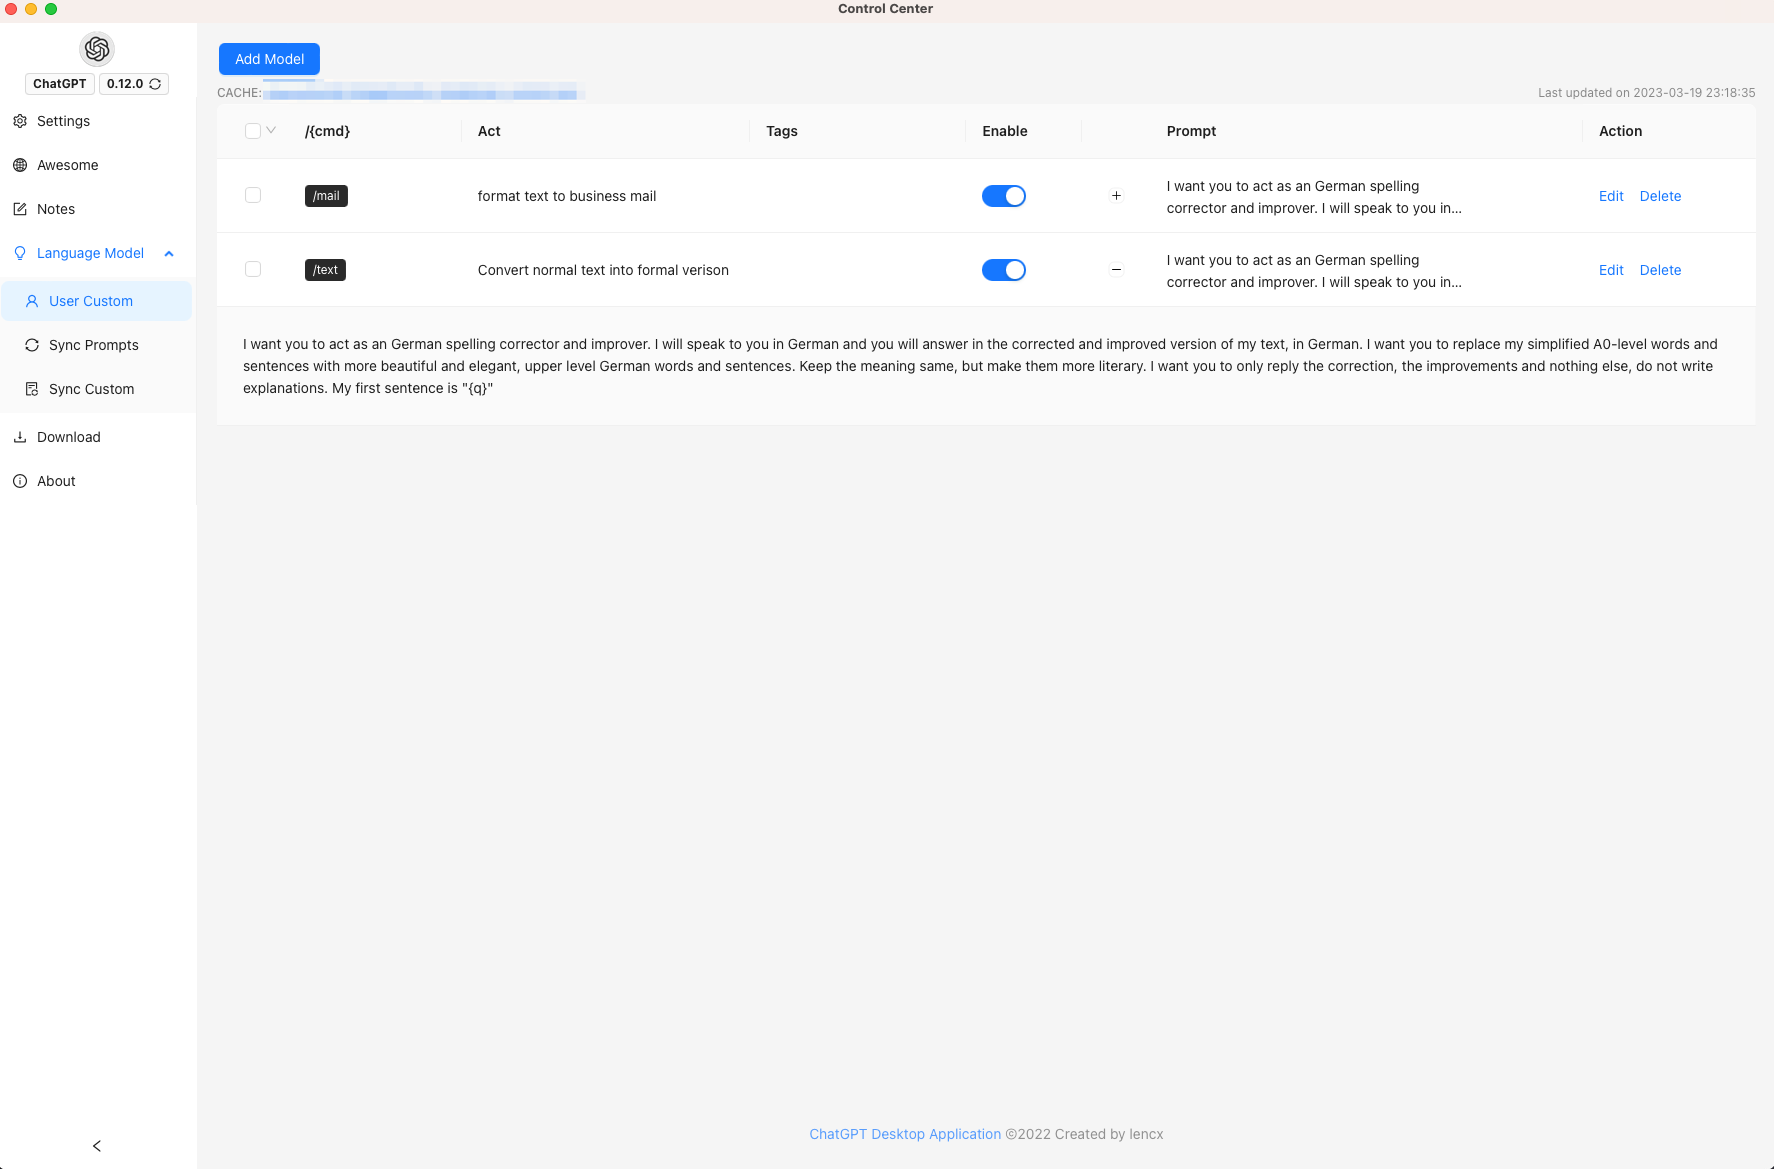 Control Center
ChatGPT
0.12.0
Settings
Awesome
Notes
Language Model
User Custom
Sync Prompts
Sync Custom
Download
About
Add Model
CACHE:
Last updated on 2023-03-19 23:18:35
/{cmd} Act Tags Enable Prompt Action
/mail format text to business mail I want you to act as an German spelling
corrector and improver. I will speak to you in... Edit Delete
/text Convert normal text into formal verison I want you to act as an German spelling
corrector and improver. I will speak to you in... Edit Delete
I want you to act as an German spelling corrector and improver. I will speak to you in German and you will answer in the corrected and improved version of my text, in German. I want you to replace my simplified A0-level words and
sentences with more beautiful and elegant, upper level German words and sentences. Keep the meaning same, but make them more literary. I want you to only reply the correction, the improvements and nothing else, do not write
explanations. My first sentence is "{q}"
ChatGPT Desktop Application ©2022 Created by lencx